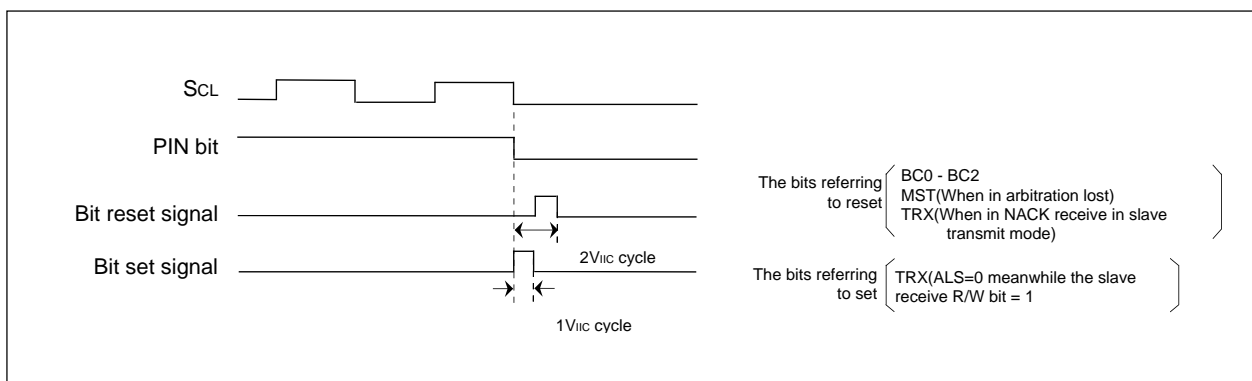 SCL
PIN bit
Bit reset signal
Bit set signal
2VIIC cycle
1VIIC cycle
The bits referring
to reset
BC0 - BC2
MST(When in arbitration lost)
TRX(When in NACK receive in slave
transmit mode)
The bits referring
to set
TRX(ALS=0 meanwhile the slave
receive R/W bit = 1